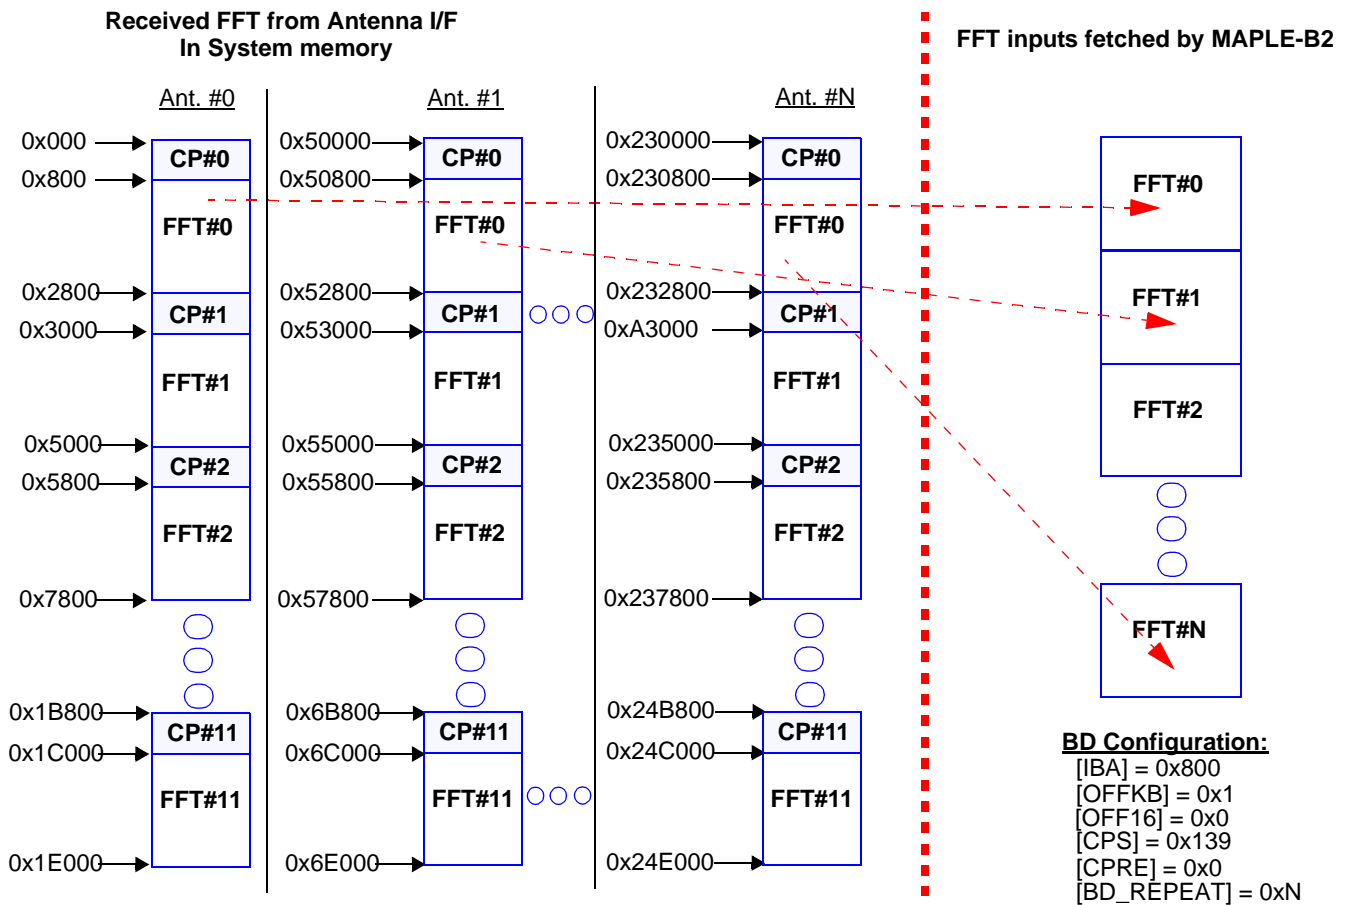 Received FFT from Antenna I/F
In System memory
FFT inputs fetched by MAPLE-B2
Ant. #0
0x000
CP#0
0x800
FFT#0
0x2800
CP#1
0x3000
FFT#1
0x5000
CP#2
0x5800
FFT#2
0x7800
0x1B800
CP#11
0x1C000
FFT#11
0x1E000
Ant. #1
0x50000
CP#0
0x50800
FFT#0
0x52800
CP#1
0x53000
FFT#1
0x55000
CP#2
0x55800
FFT#2
0x57800
0x6B800
CP#11
0x6C000
FFT#11
0x6E000
Ant. #N
0x230000
CP#0
0x230800
FFT#0
0x232800
CP#1
0xA3000
FFT#1
0x235000
CP#2
0x235800
FFT#2
0x237800
0x24B800
CP#11
0x24C000
FFT#11
0x24E000
FFT#0
FFT#1
FFT#2
FFT#N
BD Configuration:
[IBA] = 0x800
[OFFKB] = 0x1
[OFF16] = 0x0
[CPS] = 0x139
[CPRE] = 0x0
[BD_REPEAT] = 0xN